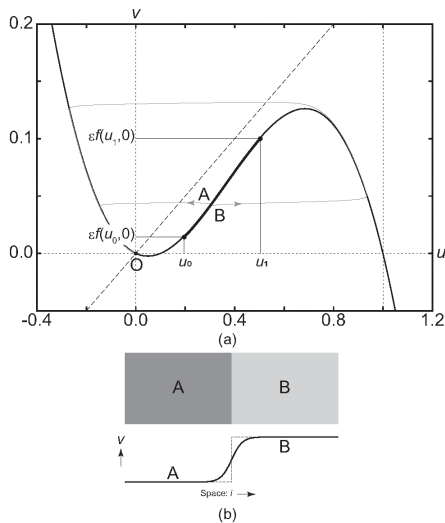 v
0.2
εf(u₁,0)
0.1
A
B
εf(u₀,0)
0.0
O
u₀
u₁
u
-0.4
0.0
0.4
0.8
1.2
(a)
A
B
v
A
B
Space: i
(b)